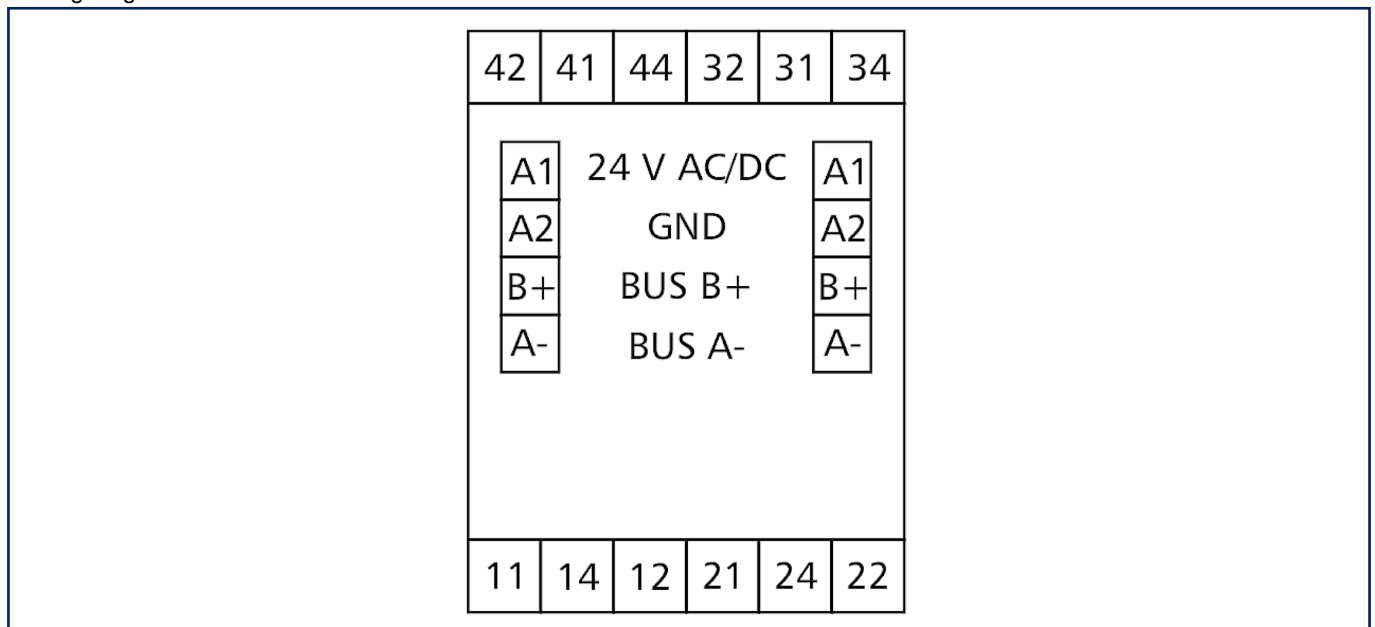 42 41 44 32 31 34
A1 24 V AC/DC A1
A2 GND A2
B+ BUS B+ B+
A- BUS A- A-
11 14 12 21 24 22